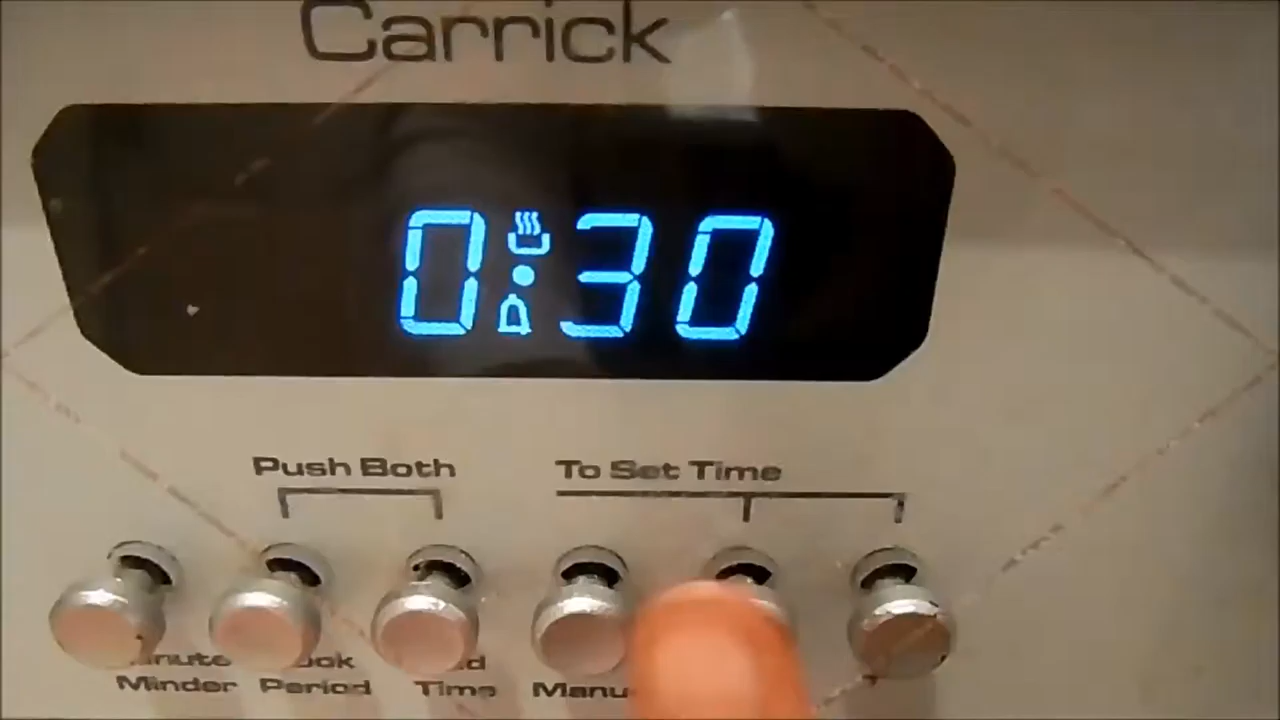 Carrick
0:30
Push Both
To Set Time
Minder
Period
Time